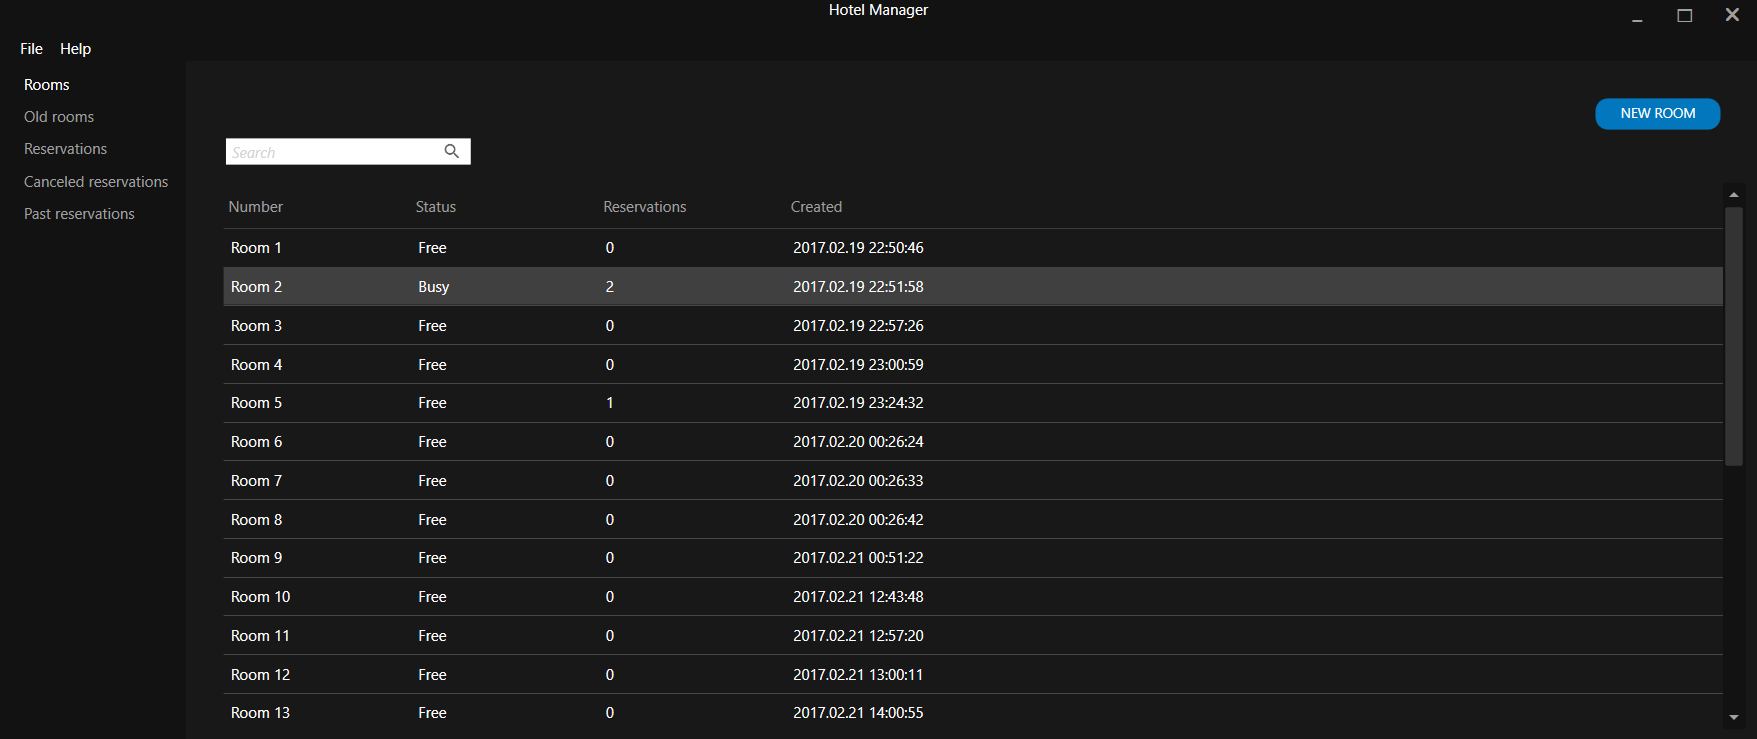 Hotel Manager
File Help
Rooms
Old rooms
Reservations
Canceled reservations
Past reservations
NEW ROOM
Search
Number Status Reservations Created
Room 1 Free 0 2017.02.19 22:50:46
Room 2 Busy 2 2017.02.19 22:51:58
Room 3 Free 0 2017.02.19 22:57:26
Room 4 Free 0 2017.02.19 23:00:59
Room 5 Free 1 2017.02.19 23:24:32
Room 6 Free 0 2017.02.20 00:26:24
Room 7 Free 0 2017.02.20 00:26:33
Room 8 Free 0 2017.02.20 00:26:42
Room 9 Free 0 2017.02.21 00:51:22
Room 10 Free 0 2017.02.21 12:43:48
Room 11 Free 0 2017.02.21 12:57:20
Room 12 Free 0 2017.02.21 13:00:11
Room 13 Free 0 2017.02.21 14:00:55